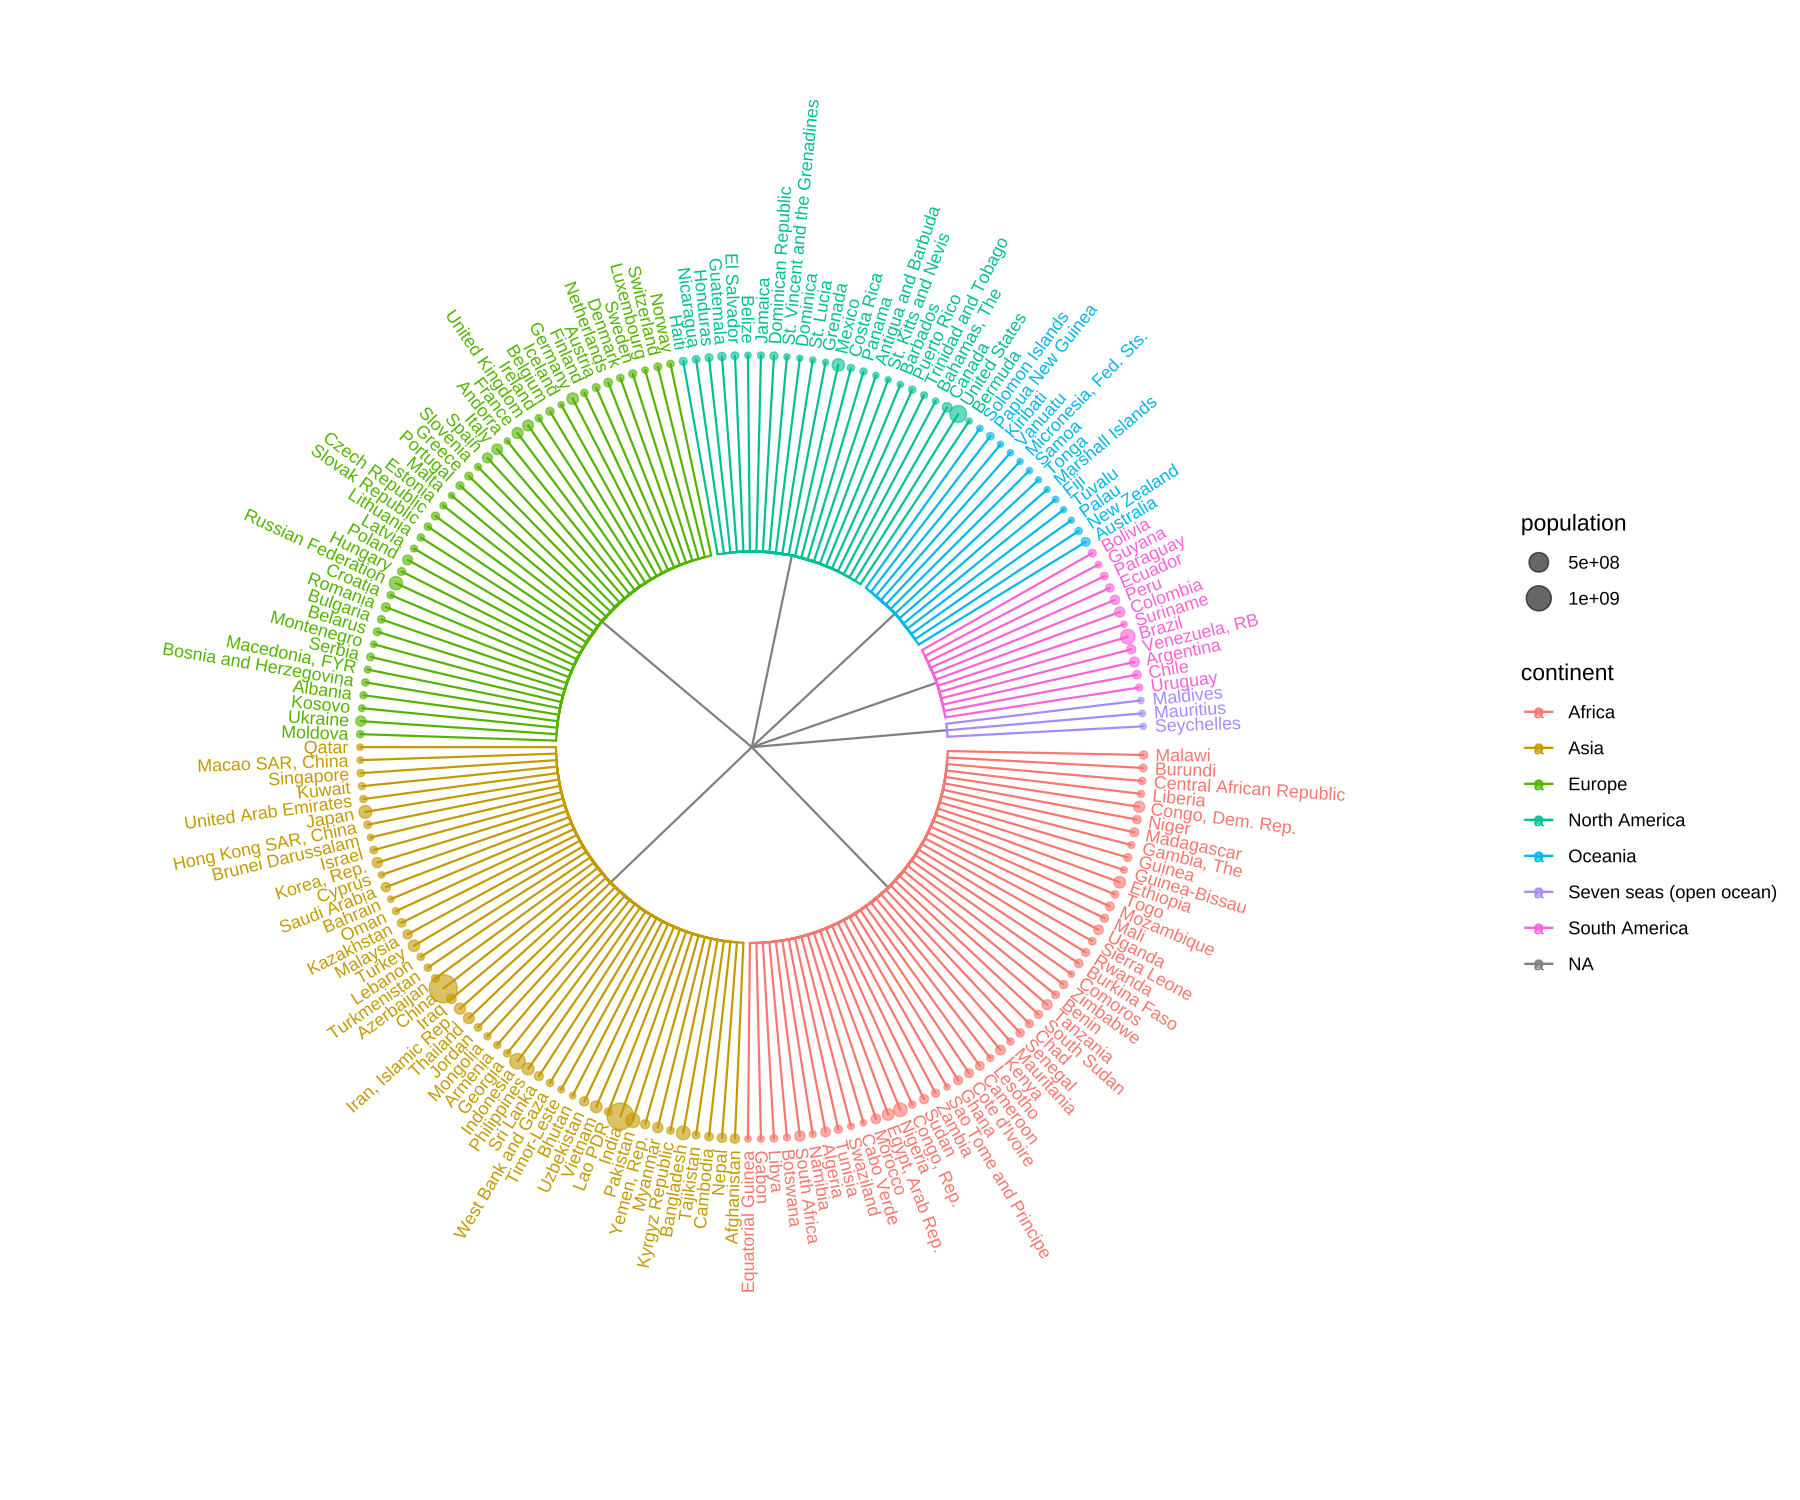 Haiti
Nicaragua
Honduras
Guatemala
El Salvador
Belize
Jamaica
Dominican Republic
St. Vincent and the Grenadines
Dominica
St. Lucia
Grenada
Mexico
Costa Rica
Panama
Antigua and Barbuda
St. Kitts and Nevis
Barbados
Puerto Rico
Trinidad and Tobago
Bahamas, The
Canada
United States
Bermuda
Solomon Islands
Papua New Guinea
Kiribati
Vanuatu
Micronesia, Fed. Sts.
Samoa
Tonga
Marshall Islands
Fiji
Tuvalu
Palau
New Zealand
Australia
Bolivia
Guyana
Paraguay
Ecuador
Peru
Colombia
Suriname
Brazil
Venezuela, RB
Argentina
Chile
Uruguay
Maldives
Mauritius
Seychelles
Malawi
Burundi
Central African Republic
Liberia
Congo, Dem. Rep.
Niger
Madagascar
Gambia, The
Guinea
Guinea-Bissau
Ethiopia
Togo
Mozambique
Mali
Uganda
Sierra Leone
Rwanda
Burkina Faso
Comoros
Zimbabwe
Benin
Tanzania
South Sudan
Chad
Senegal
Mauritania
Kenya
Lesotho
Cameroon
Cote d'Ivoire
Ghana
Sao Tome and Principe
Zambia
Sudan
Congo, Rep.
Nigeria
Egypt, Arab Rep.
Morocco
Cabo Verde
Swaziland
Tunisia
Algeria
Namibia
South Africa
Botswana
Libya
Gabon
Equatorial Guinea
Afghanistan
Nepal
Cambodia
Tajikistan
Bangladesh
Kyrgyz Republic
Myanmar
Yemen, Rep.
Pakistan
India
Lao PDR
Vietnam
Uzbekistan
Bhutan
Timor-Leste
West Bank and Gaza
Sri Lanka
Philippines
Indonesia
Georgia
Armenia
Mongolia
Jordan
Thailand
Iran, Islamic Rep.
Iraq
China
Azerbaijan
Turkmenistan
Lebanon
Turkey
Malaysia
Kazakhstan
Oman
Bahrain
Saudi Arabia
Cyprus
Korea, Rep.
Israel
Brunei Darussalam
Hong Kong SAR, China
Japan
United Arab Emirates
Kuwait
Singapore
Macao SAR, China
Qatar
Moldova
Ukraine
Kosovo
Albania
Bosnia and Herzegovina
Macedonia, FYR
Serbia
Montenegro
Belarus
Bulgaria
Romania
Croatia
Russian Federation
Hungary
Poland
Latvia
Lithuania
Slovak Republic
Czech Republic
Estonia
Malta
Portugal
Greece
Slovenia
Spain
Italy
Andorra
France
United Kingdom
Ireland
Belgium
Iceland
Germany
Finland
Austria
Netherlands
Denmark
Sweden
Luxembourg
Switzerland
Norway
population
5e+08
1e+09
continent
a Africa
a Asia
a Europe
a North America
a Oceania
a Seven seas (open ocean)
a South America
a NA